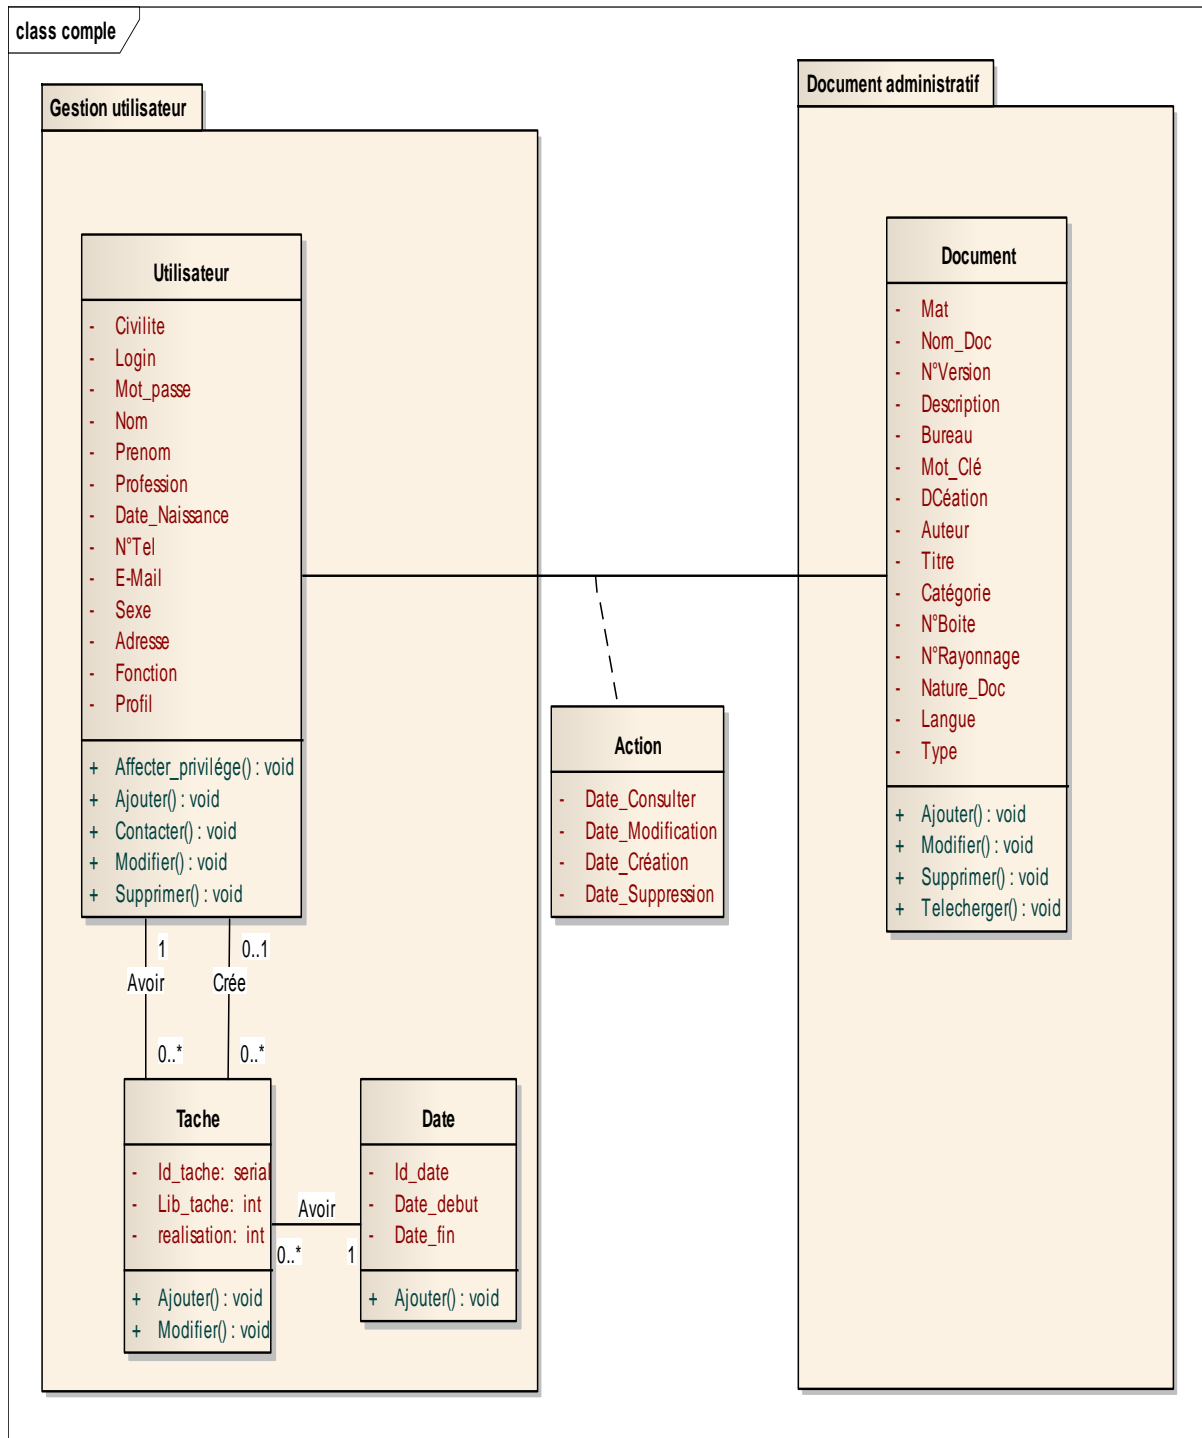 class comple
Gestion utilisateur
Utilisateur
- Civilite
- Login
- Mot_passe
- Nom
- Prenom
- Profession
- Date_Naissance
- N°Tel
- E-Mail
- Sexe
- Adresse
- Fonction
- Profil
+ Affecter_privilége() : void
+ Ajouter() : void
+ Contacter() : void
+ Modifier() : void
+ Supprimer() : void
1
0..1
Avoir
Crée
0..*
0..*
Tache
- Id_tache: serial
- Lib_tache: int
- realisation: int
+ Ajouter() : void
+ Modifier() : void
Avoir
0..*
1
Date
- Id_date
- Date_debut
- Date_fin
+ Ajouter() : void
Action
- Date_Consulter
- Date_Modification
- Date_Création
- Date_Suppression
Document administratif
Document
- Mat
- Nom_Doc
- N°Version
- Description
- Bureau
- Mot_Clé
- DCéation
- Auteur
- Titre
- Catégorie
- N°Boite
- N°Rayonnage
- Nature_Doc
- Langue
- Type
+ Ajouter() : void
+ Modifier() : void
+ Supprimer() : void
+ Telecherger() : void